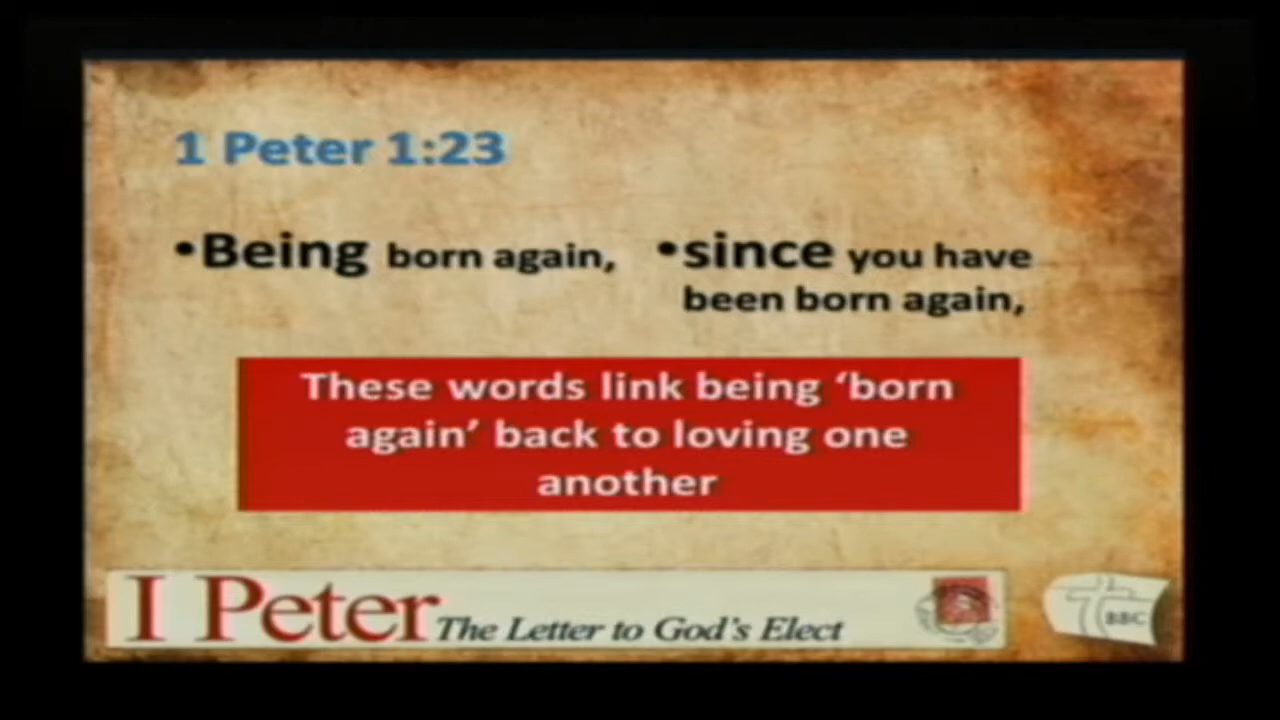 1 Peter 1:23
•Being born again,
•since you have
been born again,
These words link being ‘born
again’ back to loving one
another
I Peter The Letter to God's Elect
BBC